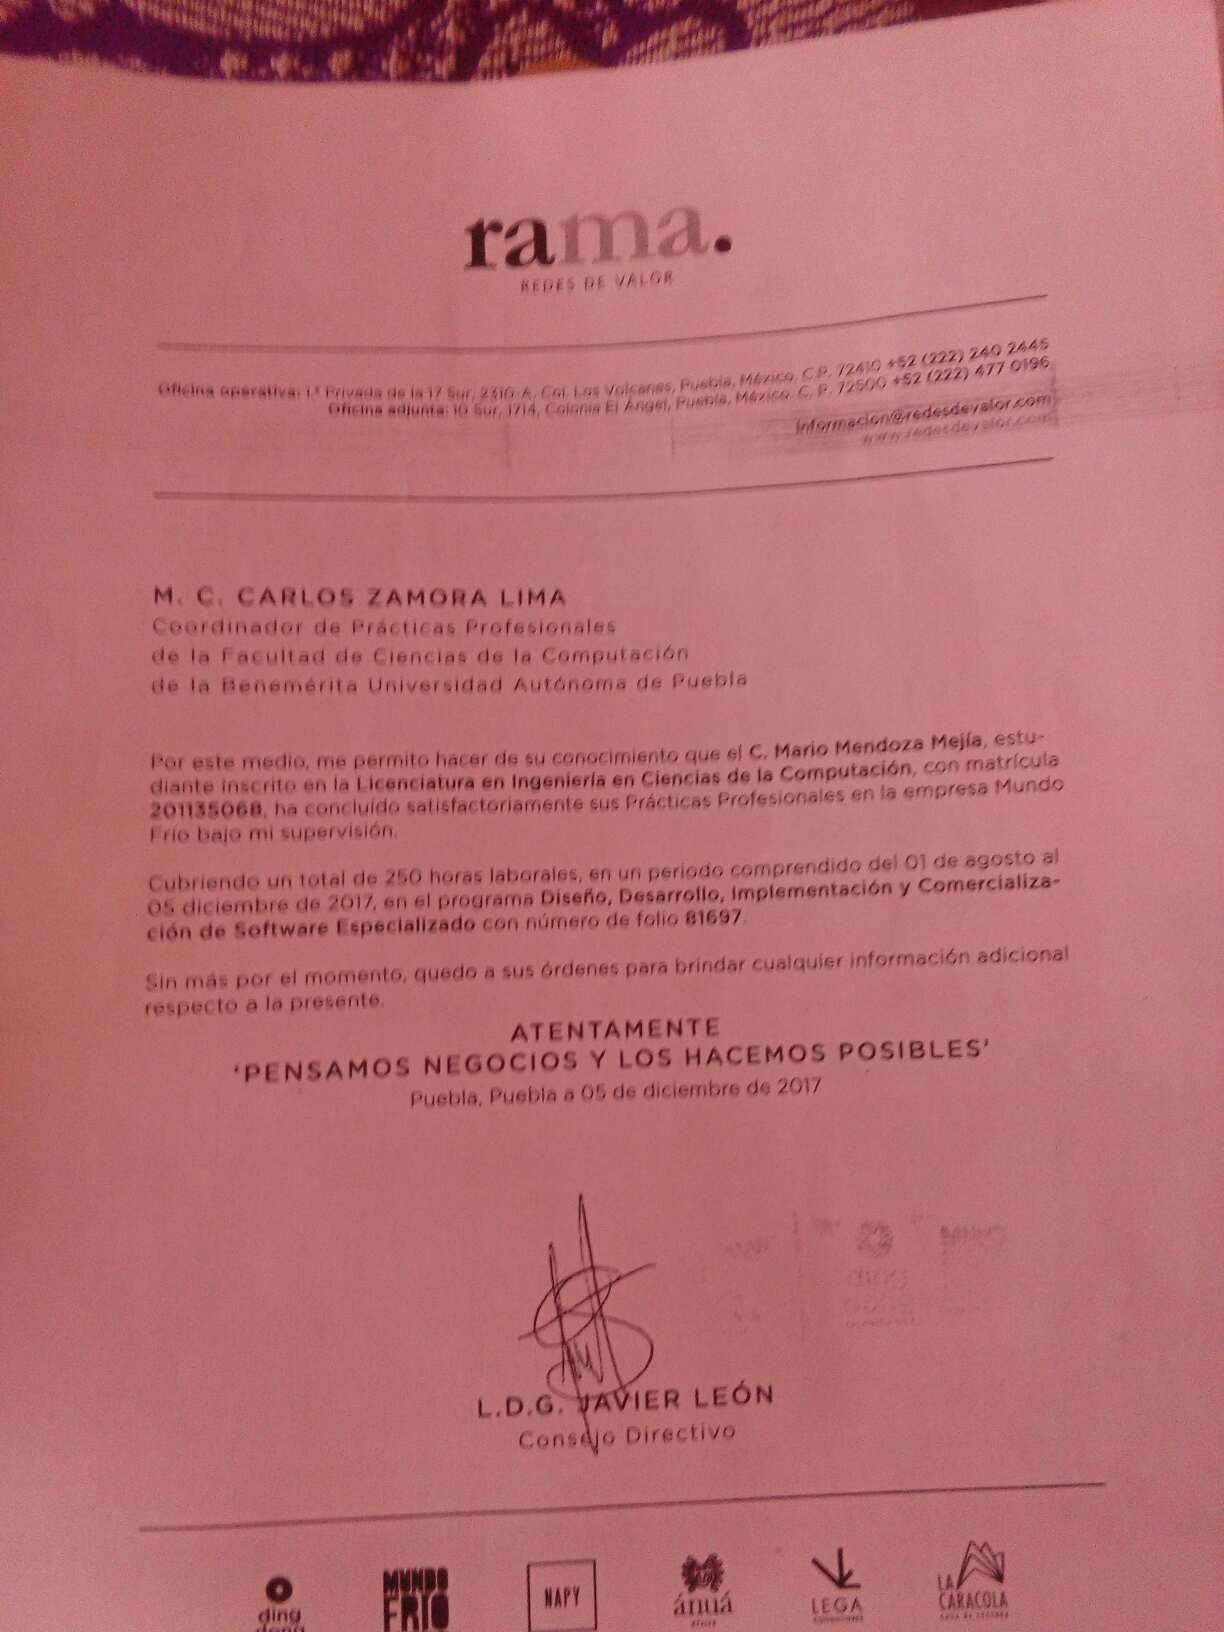 rama.
REDES DE VALOR
Oficina operativa: 1.ª Privada de la 17 Sur, 2310-A, Col. Los Volcanes, Puebla, México. C.P. 72410 +52 (222) 240 2445
Oficina adjunta: 10 Sur, 1714, Colonia El Ángel, Puebla, México. C. P. 72500 +52 (222) 477 0196
informacion@redesdevalor.com
www.redesdevalor.com
M. C. CARLOS ZAMORA LIMA
Coordinador de Prácticas Profesionales
de la Facultad de Ciencias de la Computación
de la Benemérita Universidad Autónoma de Puebla
Por este medio, me permito hacer de su conocimiento que el C. Mario Mendoza Mejía, estu-
diante inscrito en la Licenciatura en Ingeniería en Ciencias de la Computación, con matrícula
201135068, ha concluído satisfactoriamente sus Prácticas Profesionales en la empresa Mundo
Frío bajo mi supervisión.
Cubriendo un total de 250 horas laborales, en un periodo comprendido del 01 de agosto al
05 diciembre de 2017, en el programa Diseño, Desarrollo, Implementación y Comercializa-
ción de Software Especializado con número de folio 81697.
Sin más por el momento, quedo a sus órdenes para brindar cualquier información adicional
respecto a la presente.
ATENTAMENTE
'PENSAMOS NEGOCIOS Y LOS HACEMOS POSIBLES'
Puebla, Puebla a 05 de diciembre de 2017
L.D.G. JAVIER LEÓN
Consejo Directivo
ding
dong
MUNDO
FRIO
NAPY
ánuá
LEGA
LA
CARACOLA